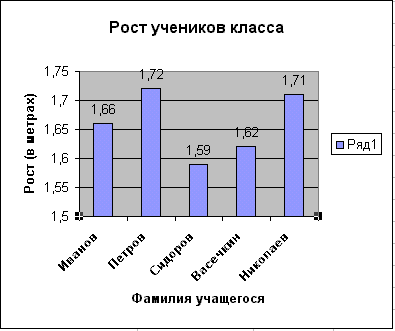 Рост учеников класса
Рост (в метрах)
1,75
1,7
1,65
1,6
1,55
1,5
1,66
1,72
1,59
1,62
1,71
Ряд1
Иванов
Петров
Сидоров
Васечкин
Николаев
Фамилия учащегося